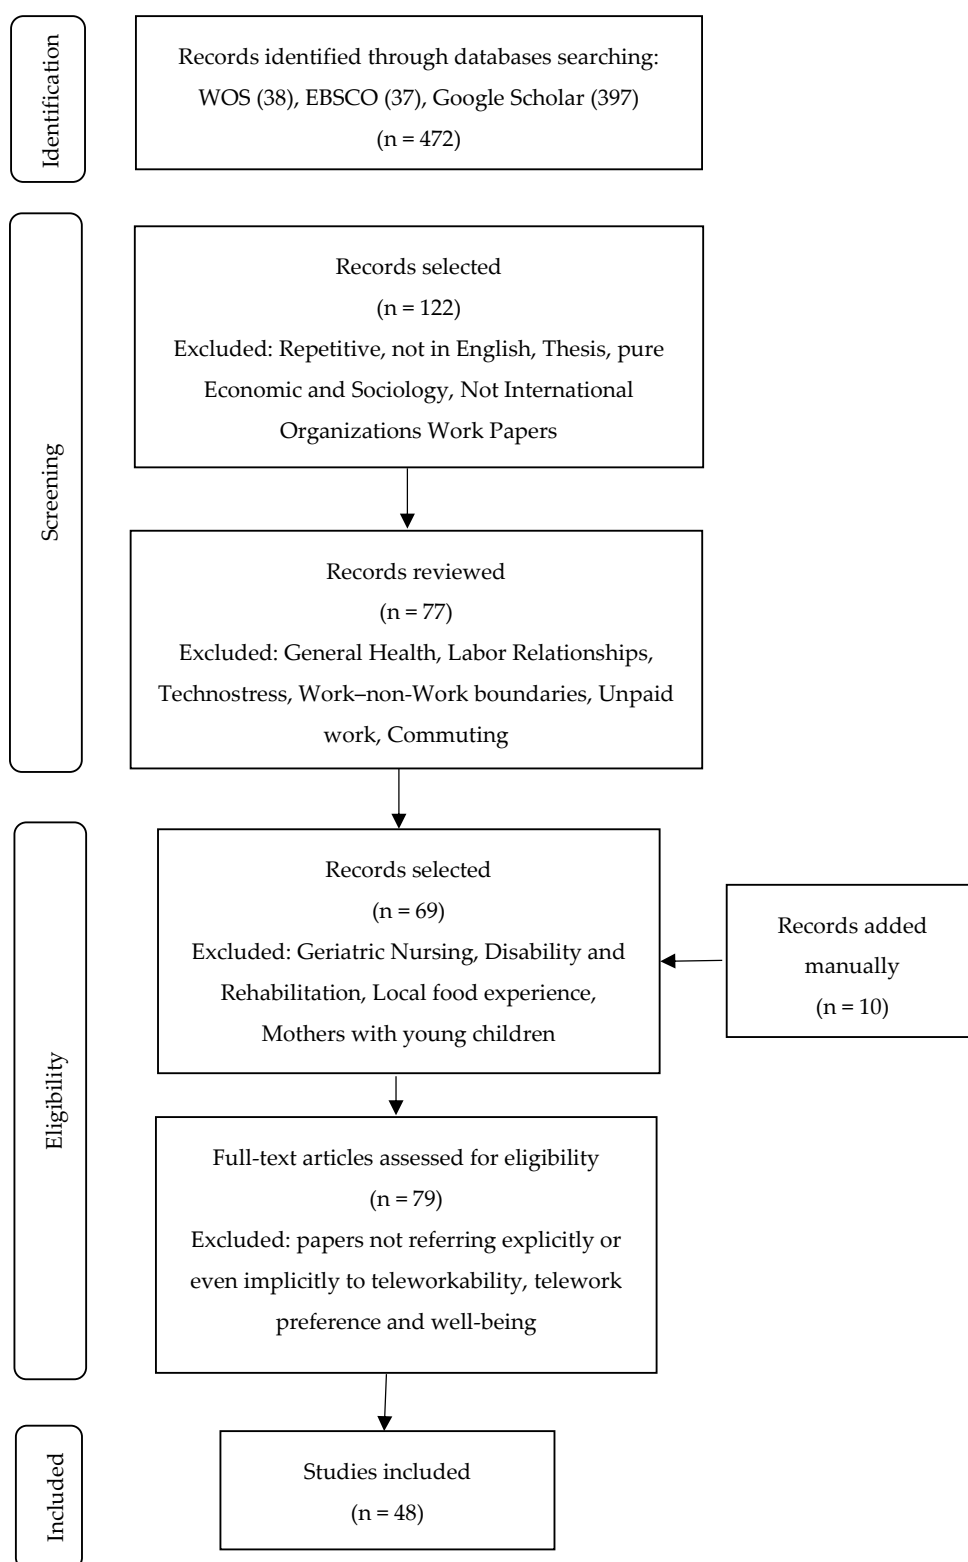 Identification
Records identified through databases searching:
WOS (38), EBSCO (37), Google Scholar (397)
(n = 472)
Screening
Records selected
(n = 122)
Excluded: Repetitive, not in English, Thesis, pure
Economic and Sociology, Not International
Organizations Work Papers
Records reviewed
(n = 77)
Excluded: General Health, Labor Relationships,
Technostress, Work–non-Work boundaries, Unpaid
work, Commuting
Eligibility
Records selected
(n = 69)
Excluded: Geriatric Nursing, Disability and
Rehabilitation, Local food experience,
Mothers with young children
Records added
manually
(n = 10)
Full-text articles assessed for eligibility
(n = 79)
Excluded: papers not referring explicitly or
even implicitly to teleworkability, telework
preference and well-being
Included
Studies included
(n = 48)